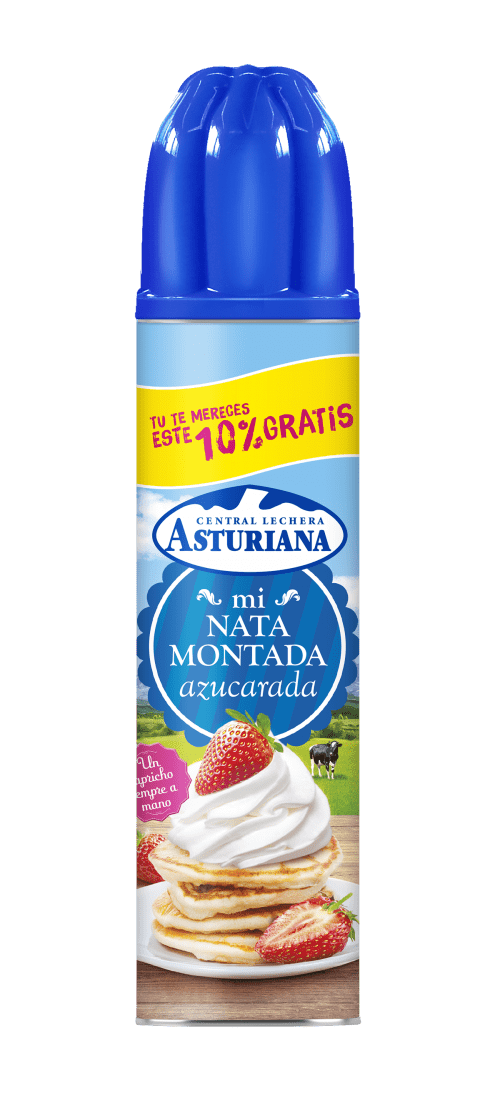 TU TE MERECES
ESTE 10% GRATIS
CENTRAL LECHERA
ASTURIANA
mi
NATA
MONTADA
azucarada
Un
mano